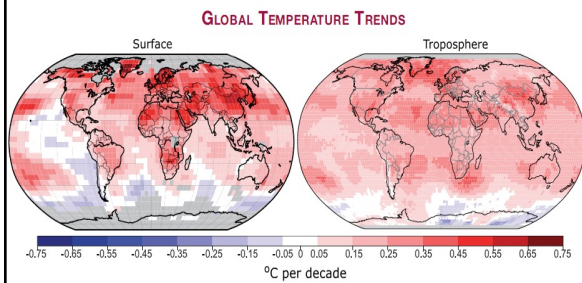 GLOBAL TEMPERATURE TRENDS
Surface
Troposphere
-0.75 -0.65 -0.55 -0.45 -0.35 -0.25 -0.15 -0.05 0 0.05 0.15 0.25 0.35 0.45 0.55 0.65 0.75
ºC per decade